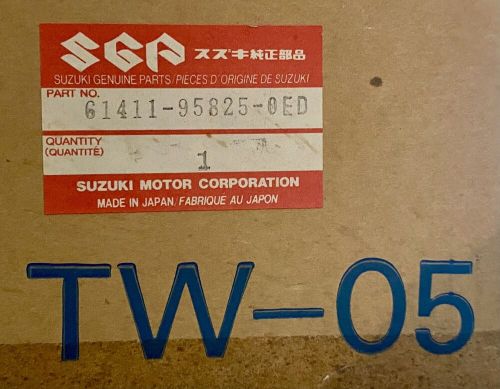 SGP スズキ純正部品
SUZUKI GENUINE PARTS/PIECES D'ORIGINE DE SUZUKI
PART NO.
61411-95825-0ED
QUANTITY
(QUANTITÉ)
1
SUZUKI MOTOR CORPORATION
MADE IN JAPAN/FABRIQUE AU JAPON
TW-05